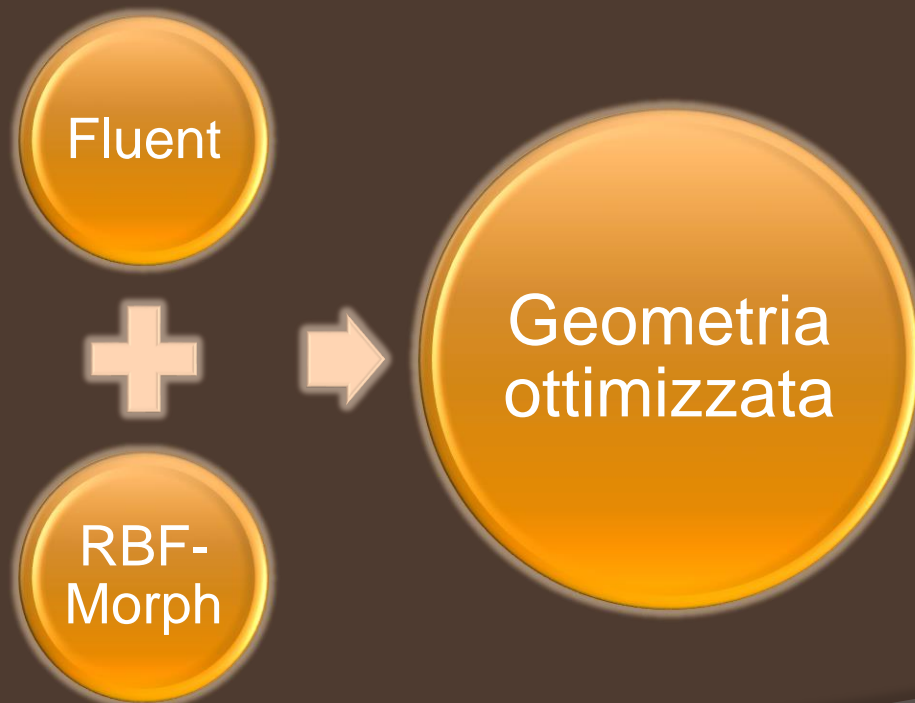 Fluent
RBF-
Morph
Geometria
ottimizzata